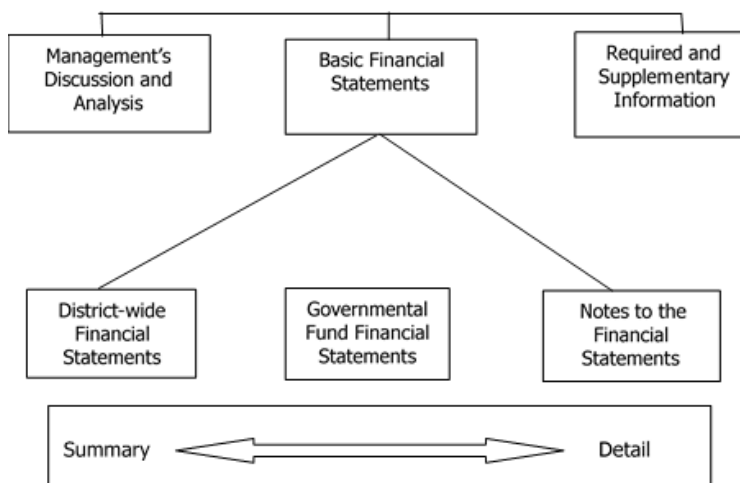 Management’s
Discussion and
Analysis
Basic Financial
Statements
Required and
Supplementary
Information
District-wide
Financial
Statements
Governmental
Fund Financial
Statements
Notes to the
Financial
Statements
Summary
Detail